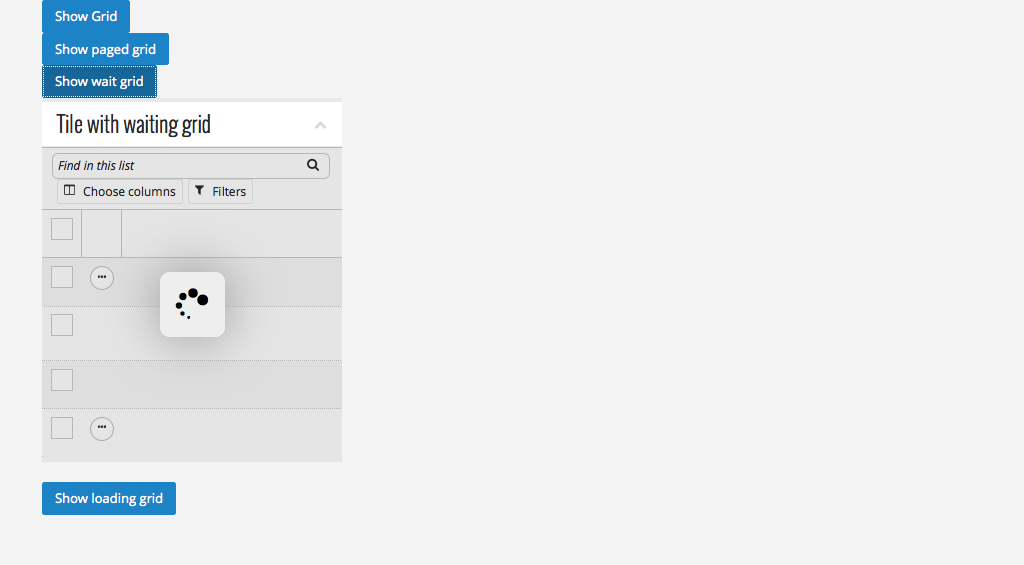 Show Grid
Show paged grid
Show wait grid
Tile with waiting grid
Find in this list
Choose columns Filters
Show loading grid